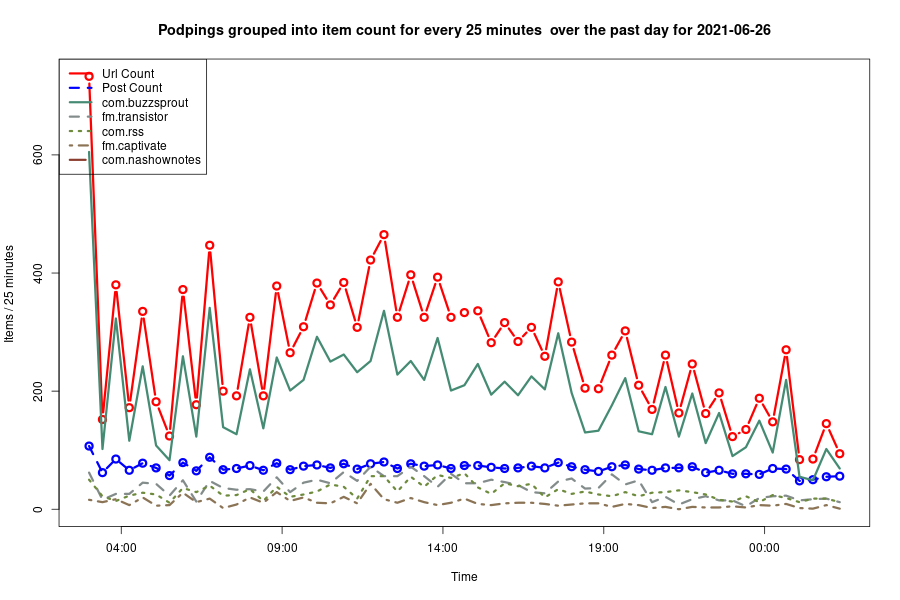 Podpings grouped into item count for every 25 minutes  over the past day for 2021-06-26
Url Count
Post Count
com.buzzsprout
fm.transistor
com.rss
fm.captivate
com.nashownotes
Items / 25 minutes
600
400
200
0
04:00
09:00
14:00
19:00
00:00
Time